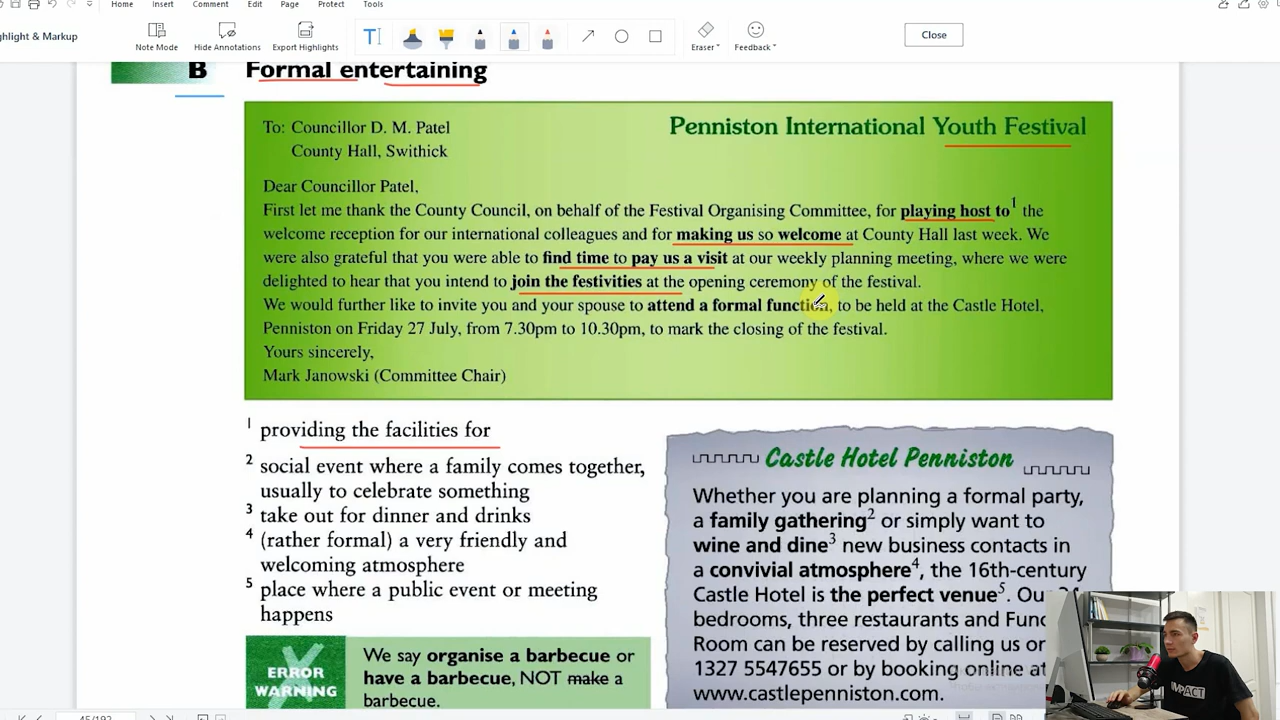 Home Insert Comment Edit Page Protect Tools
ghlight & Markup
Note Mode
Hide Annotations
Export Highlights
Eraser
Feedback
Close
B Formal entertaining
To: Councillor D. M. Patel
County Hall, Swithick
Penniston International Youth Festival
Dear Councillor Patel,
First let me thank the County Council, on behalf of the Festival Organising Committee, for playing host to1 the
welcome reception for our international colleagues and for making us so welcome at County Hall last week. We
were also grateful that you were able to find time to pay us a visit at our weekly planning meeting, where we were
delighted to hear that you intend to join the festivities at the opening ceremony of the festival.
We would further like to invite you and your spouse to attend a formal function, to be held at the Castle Hotel,
Penniston on Friday 27 July, from 7.30pm to 10.30pm, to mark the closing of the festival.
Yours sincerely,
Mark Janowski (Committee Chair)
1 providing the facilities for
2 social event where a family comes together,
usually to celebrate something
3 take out for dinner and drinks
4 (rather formal) a very friendly and
welcoming atmosphere
5 place where a public event or meeting
happens
Castle Hotel Penniston
Whether you are planning a formal party,
a family gathering2 or simply want to
wine and dine3 new business contacts in
a convivial atmosphere4, the 16th-century
Castle Hotel is the perfect venue5. Our
bedrooms, three restaurants and Func
Room can be reserved by calling us on
1327 5547655 or by booking online at
www.castlepenniston.com.
ERROR
WARNING
We say organise a barbecue or
have a barbecue, NOT make a
barbecue.
45/192
IMPACT